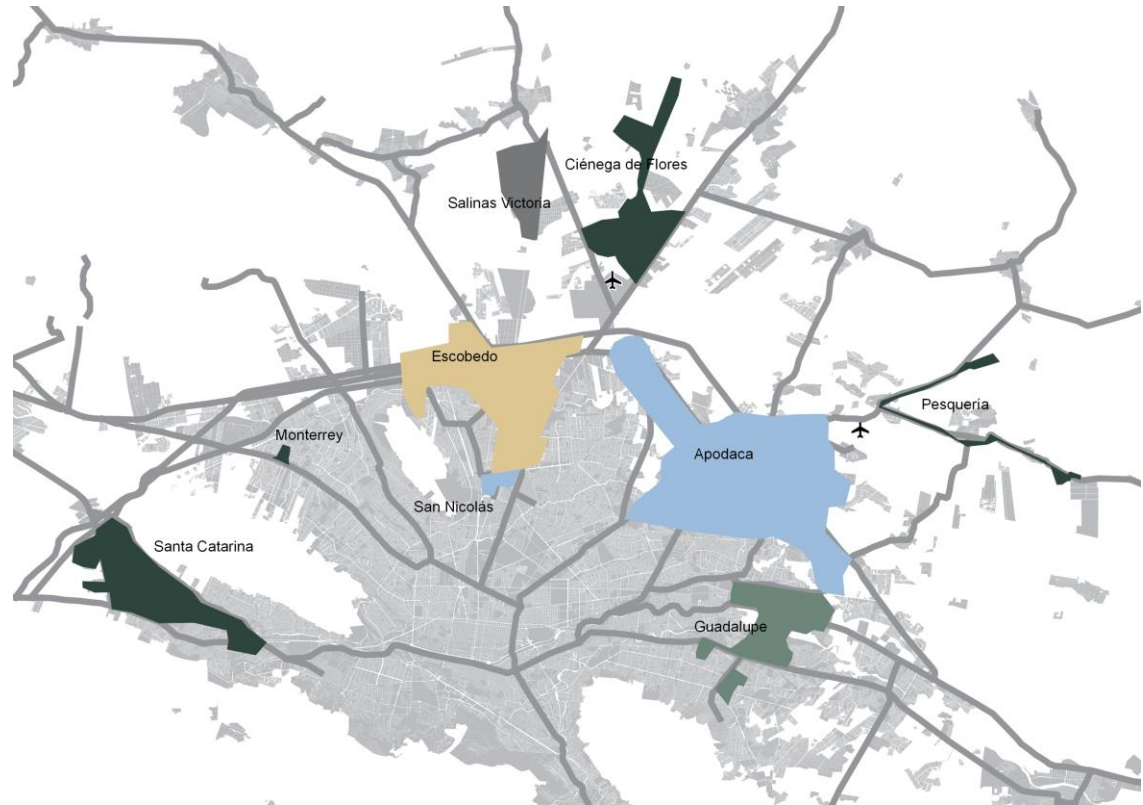 Ciénega de Flores
Salinas Victoria
Escobedo
Pesquería
Monterrey
Apodaca
San Nicolás
Santa Catarina
Guadalupe